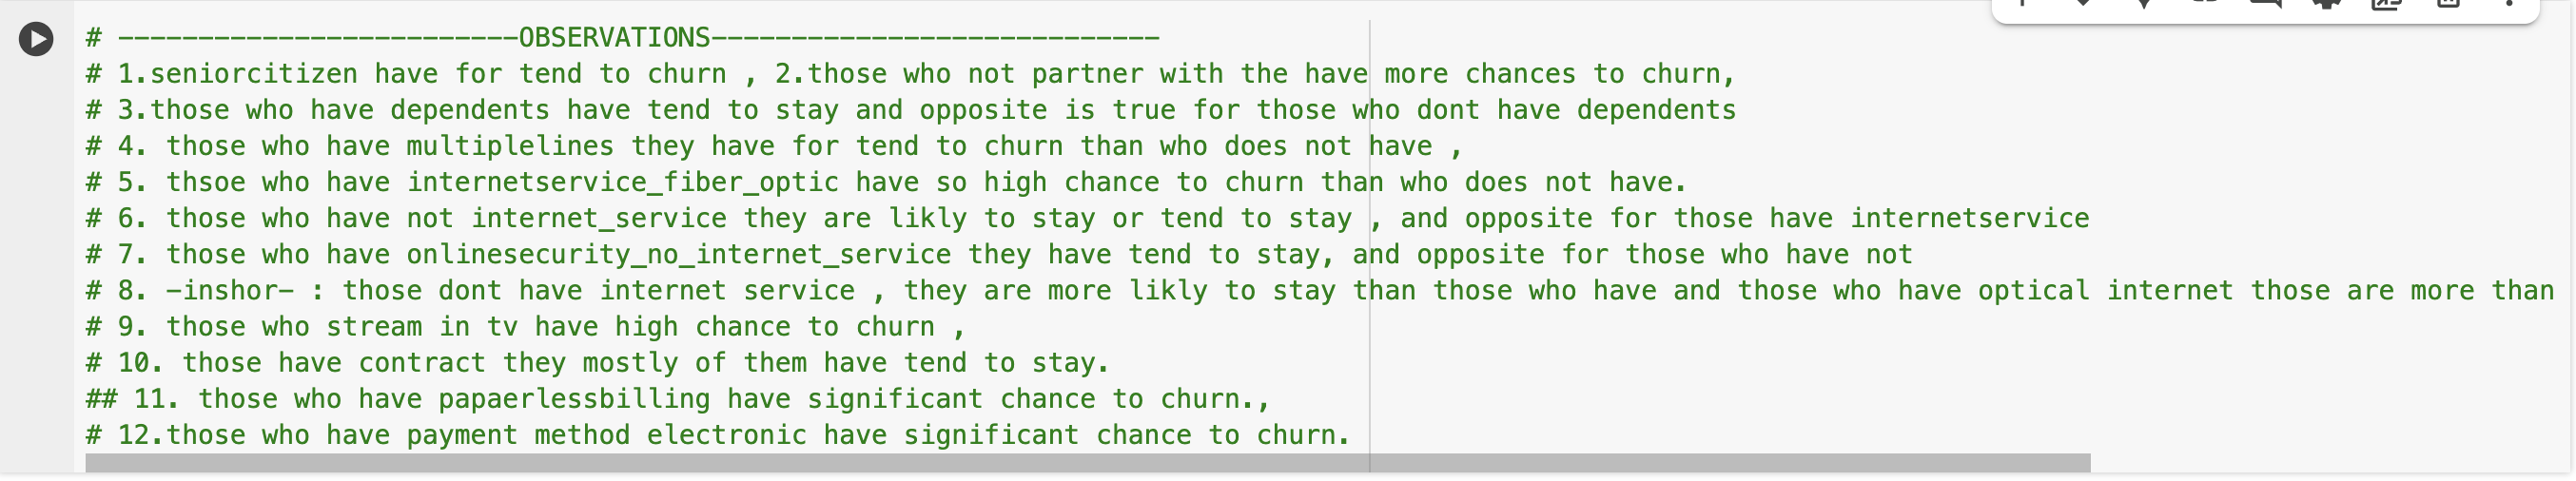 # -------------------------OBSERVATIONS----------------------------
# 1.seniorcitizen have for tend to churn , 2.those who not partner with the have more chances to churn,
# 3.those who have dependents have tend to stay and opposite is true for those who dont have dependents
# 4. those who have multiplelines they have for tend to churn than who does not have ,
# 5. thsoe who have internetservice_fiber_optic have so high chance to churn than who does not have.
# 6. those who have not internet_service they are likly to stay or tend to stay , and opposite for those have internetservice
# 7. those who have onlinesecurity_no_internet_service they have tend to stay, and opposite for those who have not
# 8. -inshor- : those dont have internet service , they are more likly to stay than those who have and those who have optical internet those are more than
# 9. those who stream in tv have high chance to churn ,
# 10. those have contract they mostly of them have tend to stay.
## 11. those who have papaerlessbilling have significant chance to churn.,
# 12.those who have payment method electronic have significant chance to churn.